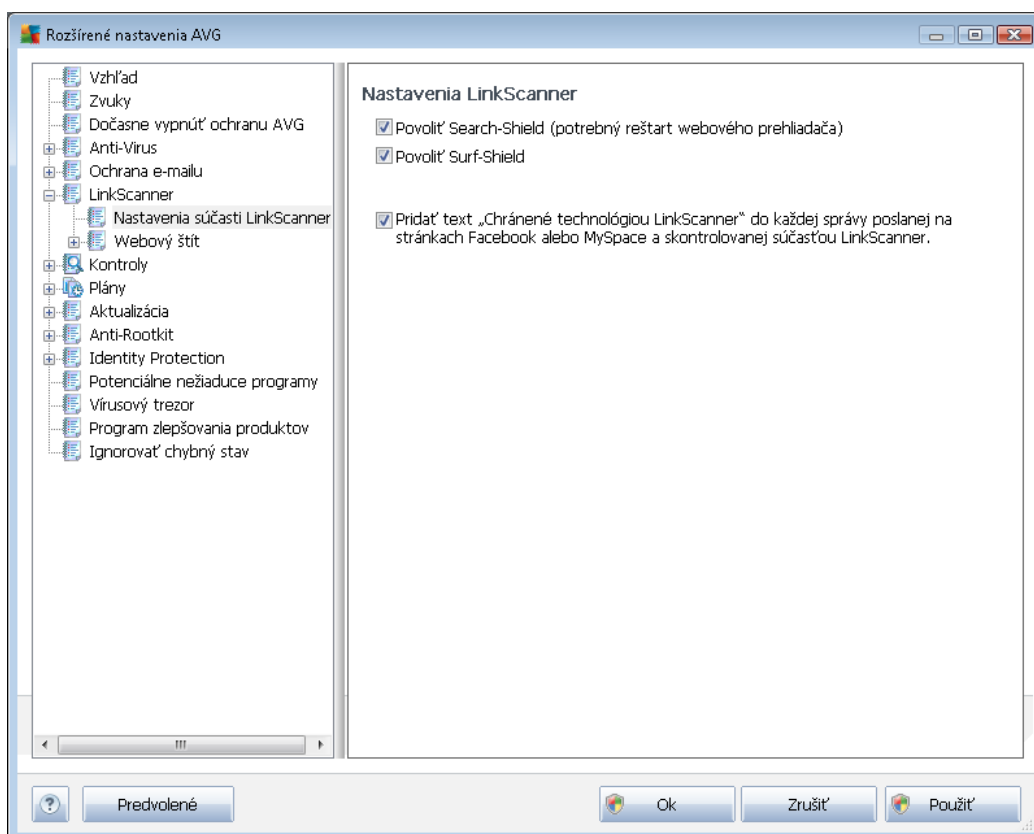 Rozšírené nastavenia AVG
Vzhľad
Zvuky
Dočasne vypnúť ochranu AVG
Anti-Virus
Ochrana e-mailu
LinkScanner
Nastavenia súčasti LinkScanner
Webový štít
Kontroly
Plány
Aktualizácia
Anti-Rootkit
Identity Protection
Potenciálne nežiaduce programy
Vírusový trezor
Program zlepšovania produktov
Ignorovať chybný stav
Nastavenia LinkScanner
Povoliť Search-Shield (potrebný reštart webového prehliadača)
Povoliť Surf-Shield
Pridať text „Chránené technológiou LinkScanner“ do každej správy poslanej na
stránkach Facebook alebo MySpace a skontrolovanej súčasťou LinkScanner.
Predvolené
Ok
Zrušiť
Použiť